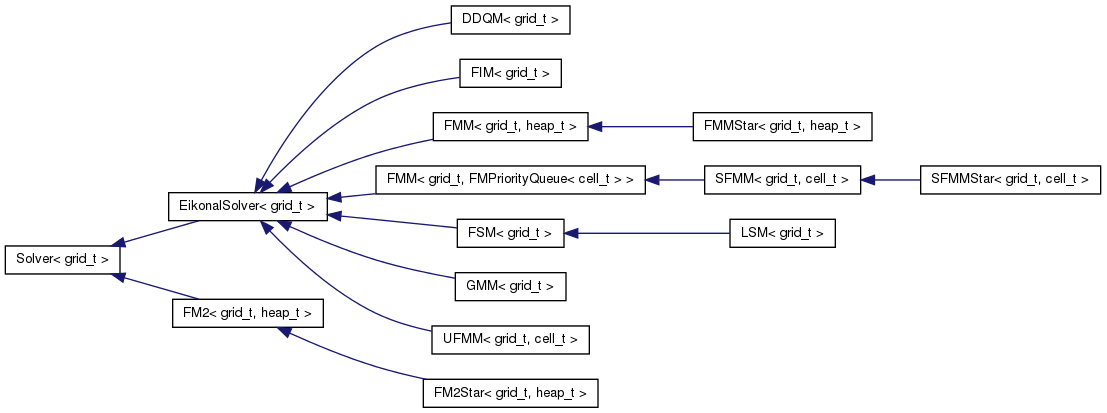 DDQM< grid_t >
FIM< grid_t >
FMM< grid_t, heap_t >
FMMStar< grid_t, heap_t >
FMM< grid_t, FMPriorityQueue< cell_t > >
SFMM< grid_t, cell_t >
SFMMStar< grid_t, cell_t >
EikonalSolver< grid_t >
FSM< grid_t >
LSM< grid_t >
Solver< grid_t >
GMM< grid_t >
FM2< grid_t, heap_t >
UFMM< grid_t, cell_t >
FM2Star< grid_t, heap_t >